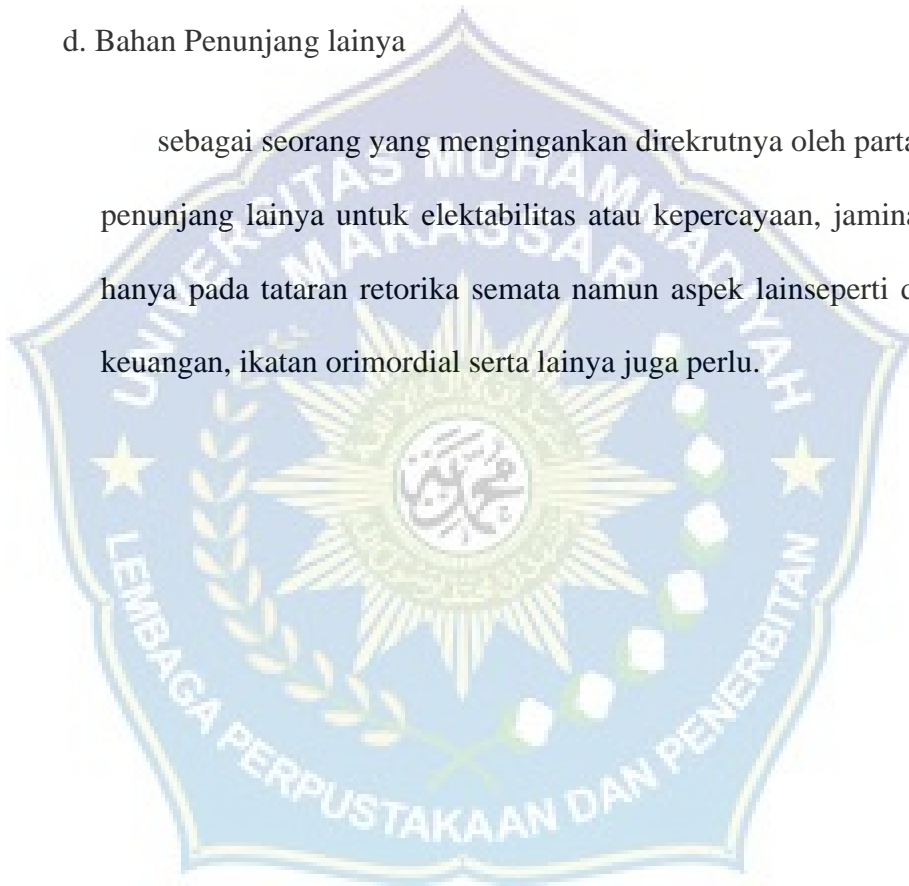 d. Bahan Penunjang lainya
sebagai seorang yang mengingankan direkrutnya oleh parta
penunjang lainya untuk elektabilitas atau kepercayaan, jamina
hanya pada tataran retorika semata namun aspek lainseperti d
keuangan, ikatan orimordial serta lainya juga perlu.
UNIVERSITAS MUHAMMADIYAH
MAKASSAR
LEMBAGA PERPUSTAKAAN DAN PENERBITAN